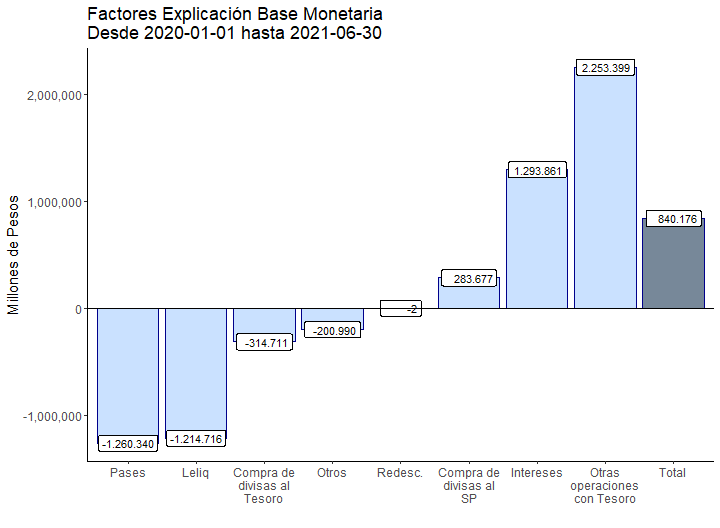 Factores Explicación Base Monetaria
Desde 2020-01-01 hasta 2021-06-30
Millones de Pesos
2,000,000
1,000,000
0
-1,000,000
-1.260.340
-1.214.716
-314.711
-200.990
-2
283.677
1.293.861
2.253.399
840.176
Pases
Leliq
Compra de
divisas al
Tesoro
Otros
Redesc.
Compra de
divisas al
SP
Intereses
Otras
operaciones
con Tesoro
Total